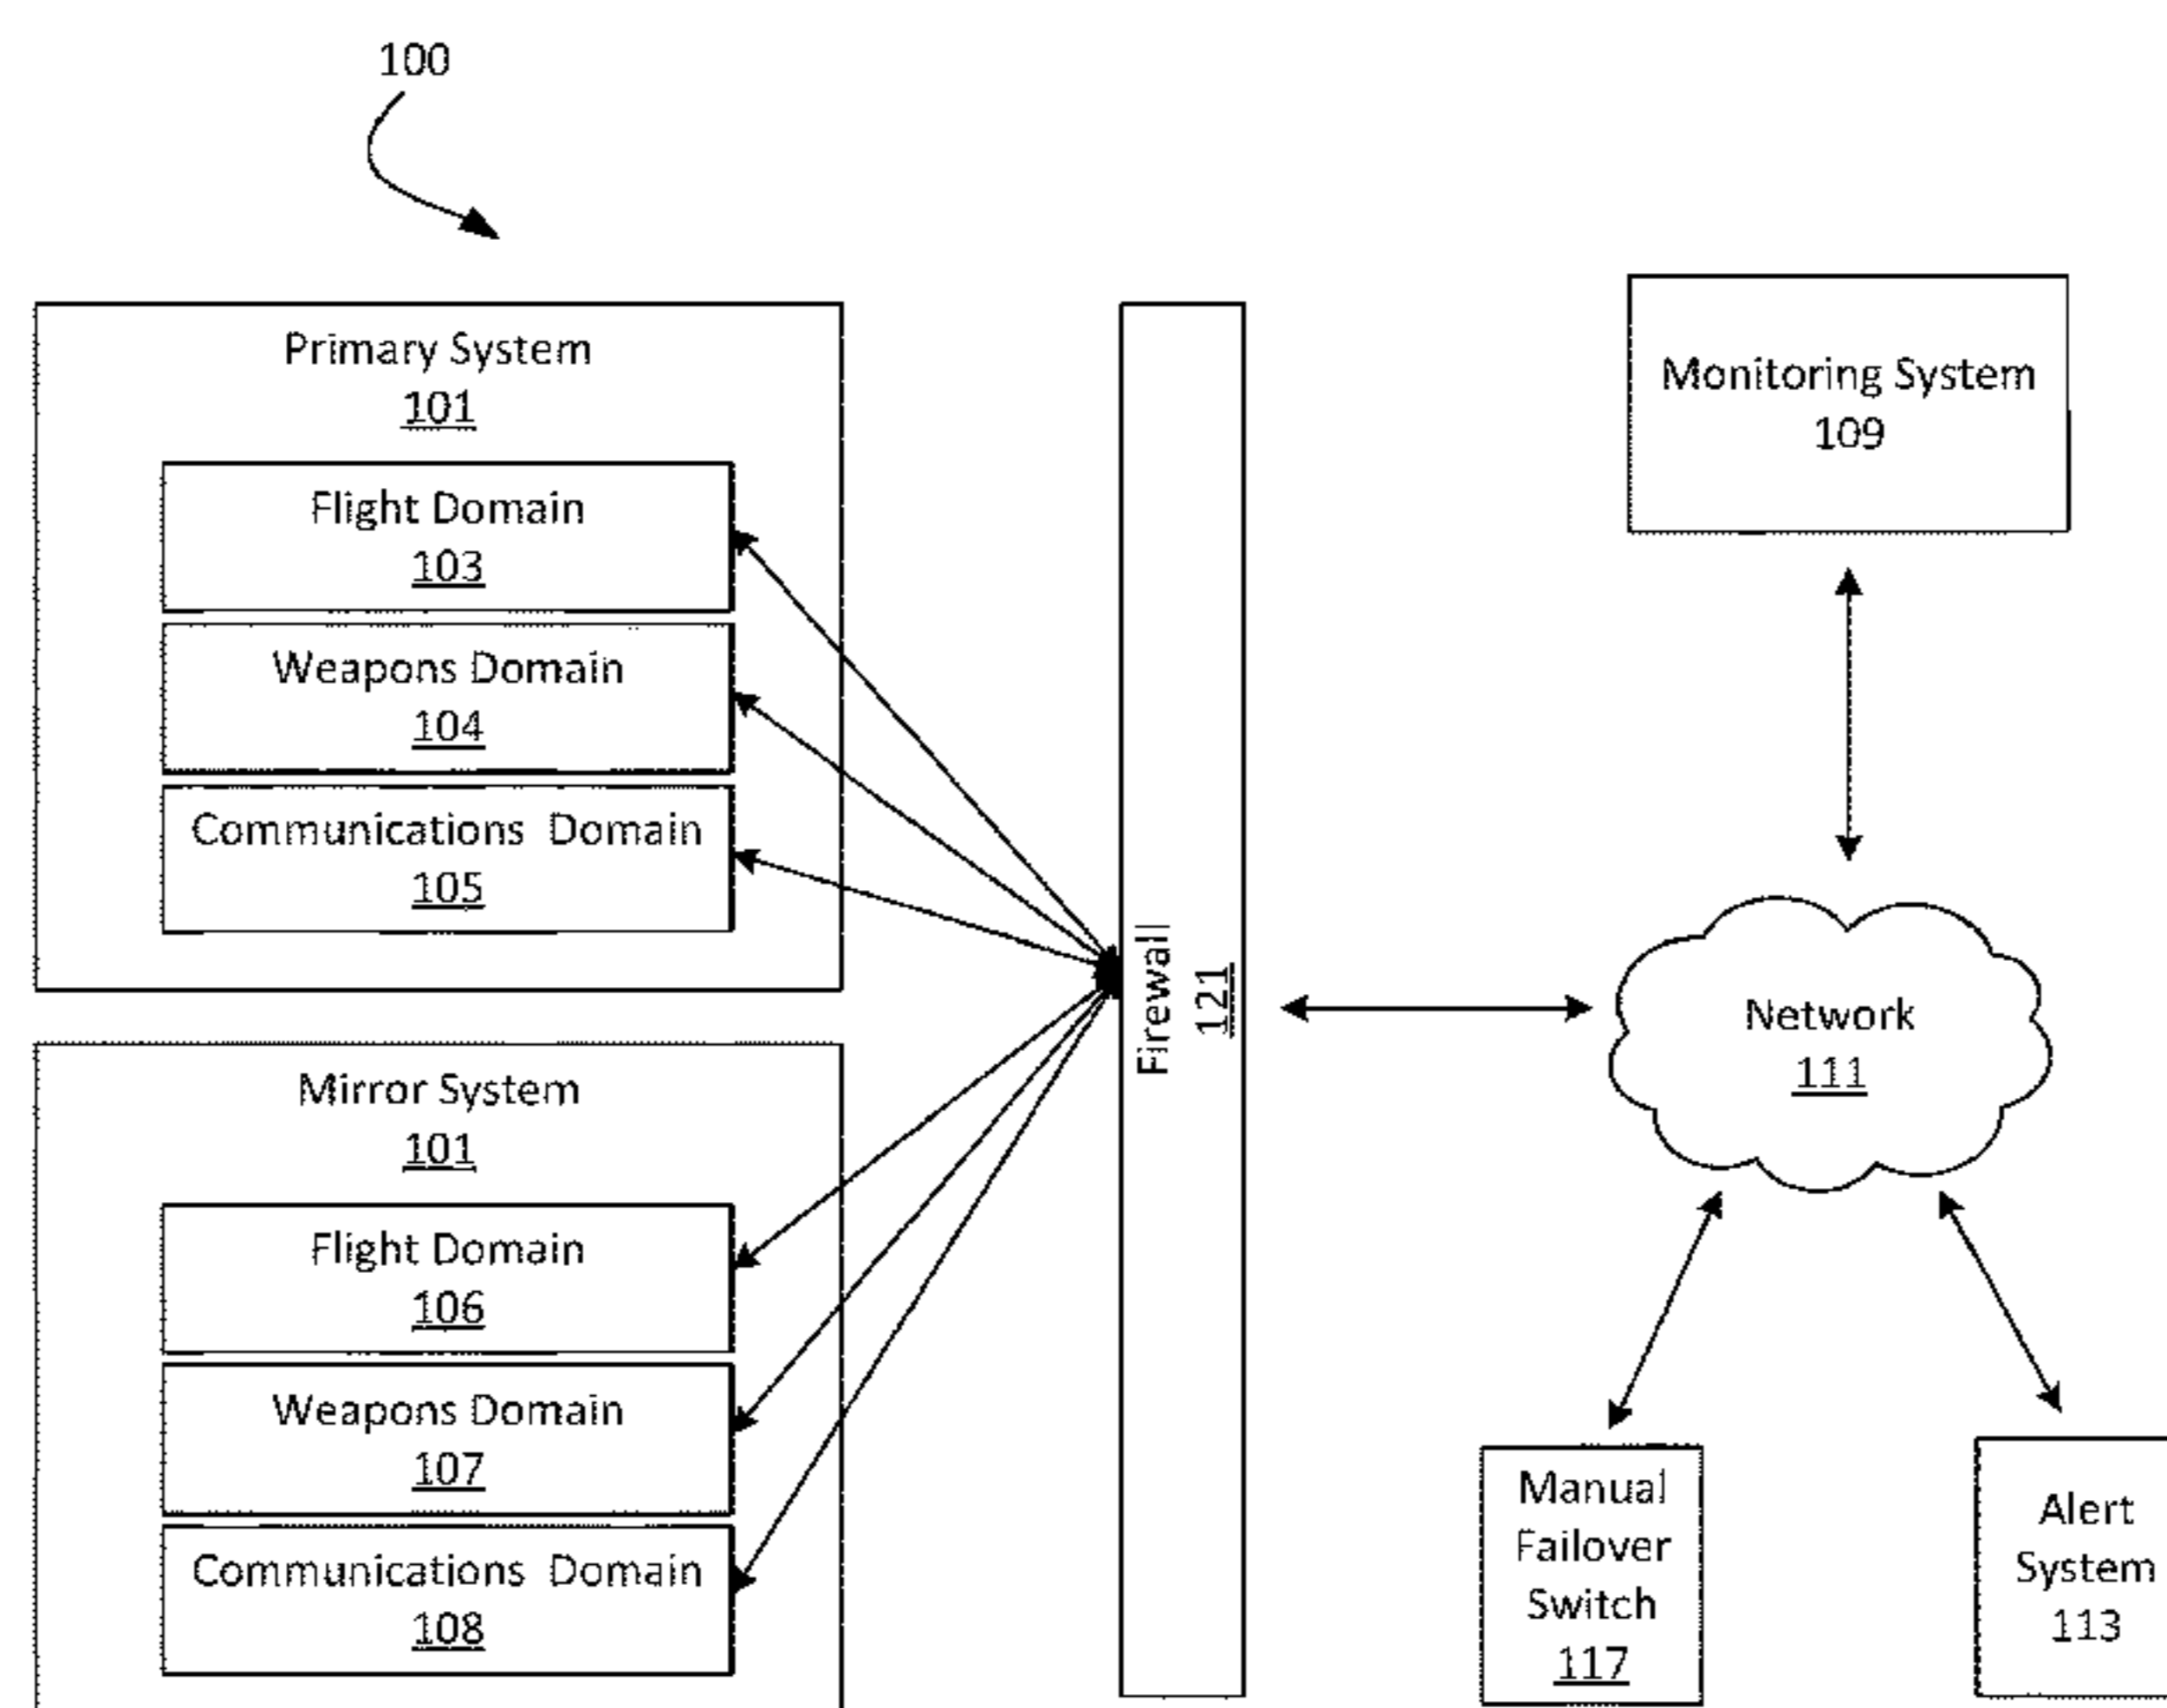 100
Primary System
101
Flight Domain
103
Weapons Domain
104
Communications Domain
105
Mirror System
101
Flight Domain
106
Weapons Domain
107
Communications Domain
108
Firewall
121
Monitoring System
109
Network
111
Manual
Failover
Switch
117
Alert
System
113